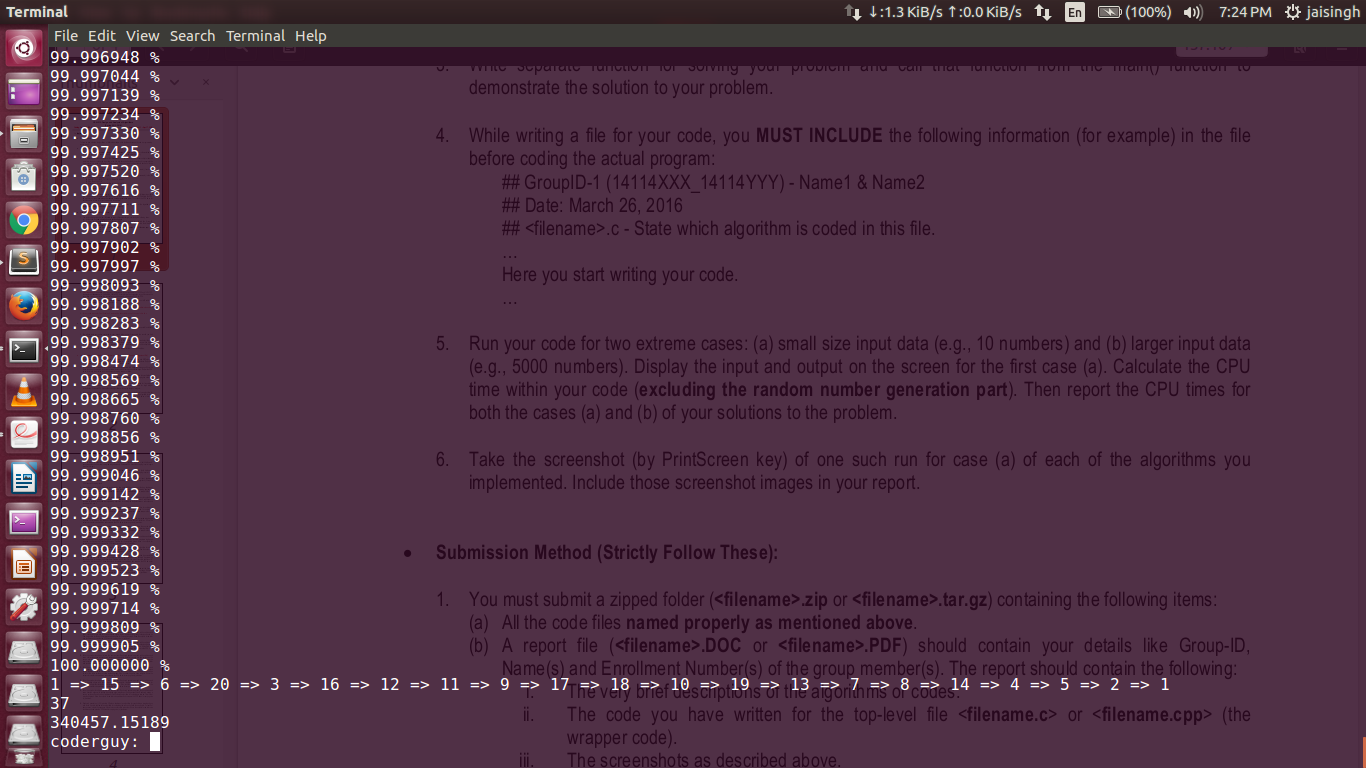 Terminal
↓:1.3 KiB/s ↑:0.0 KiB/s En (100%) 7:24 PM jaisingh
File Edit View Search Terminal Help
99.996948 %
99.997044 %
99.997139 %
99.997234 %
99.997330 %
99.997425 %
99.997520 %
99.997616 %
99.997711 %
99.997807 %
99.997902 %
99.997997 %
99.998093 %
99.998188 %
99.998283 %
99.998379 %
99.998474 %
99.998569 %
99.998665 %
99.998760 %
99.998856 %
99.998951 %
99.999046 %
99.999142 %
99.999237 %
99.999332 %
99.999428 %
99.999523 %
99.999619 %
99.999714 %
99.999809 %
99.999905 %
100.000000 %
1 => 15 => 6 => 20 => 3 => 16 => 12 => 11 => 9 => 17 => 18 => 10 => 19 => 13 => 7 => 8 => 14 => 4 => 5 => 2 => 1
37
340457.15189
coderguy:
3. Write separate function for solving your problem and call that function from the main() function to
demonstrate the solution to your problem.
4. While writing a file for your code, you MUST INCLUDE the following information (for example) in the file
before coding the actual program:
## GroupID-1 (14114XXX_14114YYY) - Name1 & Name2
## Date: March 26, 2016
## <filename>.c - State which algorithm is coded in this file.
…
Here you start writing your code.
…
5. Run your code for two extreme cases: (a) small size input data (e.g., 10 numbers) and (b) larger input data
(e.g., 5000 numbers). Display the input and output on the screen for the first case (a). Calculate the CPU
time within your code (excluding the random number generation part). Then report the CPU times for
both the cases (a) and (b) of your solutions to the problem.
6. Take the screenshot (by PrintScreen key) of one such run for case (a) of each of the algorithms you
implemented. Include those screenshot images in your report.
• Submission Method (Strictly Follow These):
1. You must submit a zipped folder (<filename>.zip or <filename>.tar.gz) containing the following items:
(a) All the code files named properly as mentioned above.
(b) A report file (<filename>.DOC or <filename>.PDF) should contain your details like Group-ID,
Name(s) and Enrollment Number(s) of the group member(s). The report should contain the following:
i. The very brief descriptions of the algorithms or codes.
ii. The code you have written for the top-level file <filename.c> or <filename.cpp> (the
wrapper code).
iii. The screenshots as described above.